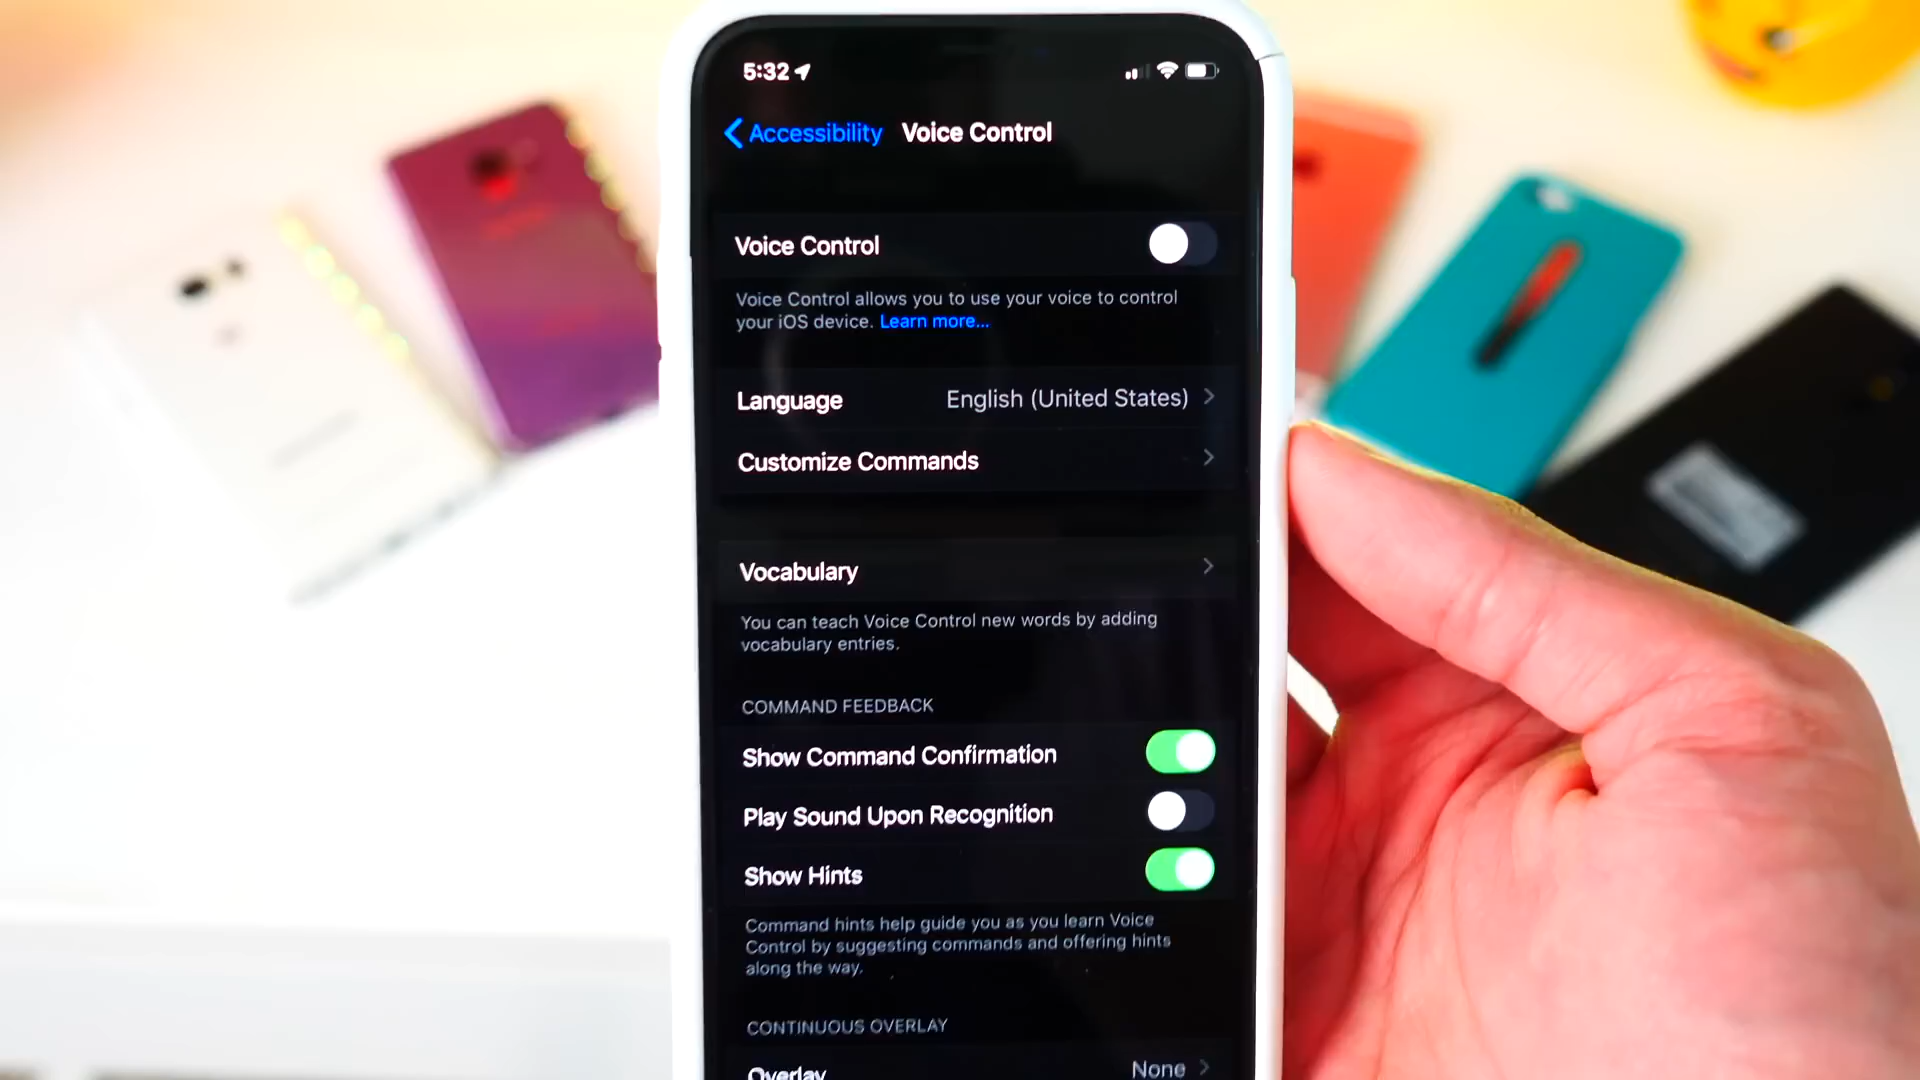 5:32
Accessibility Voice Control
Voice Control
Voice Control allows you to use your voice to control
your iOS device. Learn more...
Language English (United States)
Customize Commands
Vocabulary
You can teach Voice Control new words by adding
vocabulary entries.
COMMAND FEEDBACK
Show Command Confirmation
Play Sound Upon Recognition
Show Hints
Command hints help guide you as you learn Voice
Control by suggesting commands and offering hints
along the way.
CONTINUOUS OVERLAY
Overlay None